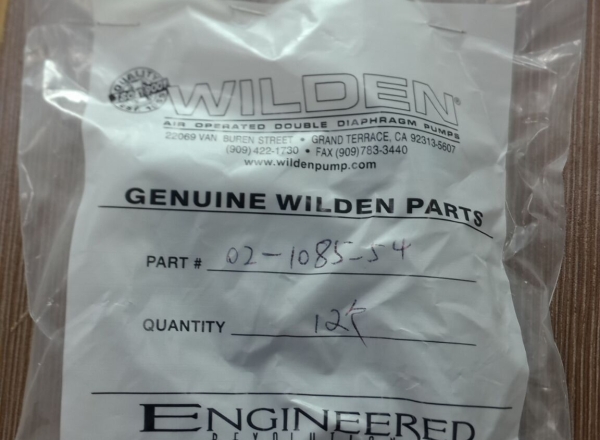 QUALITY
WILDEN®
AIR OPERATED DOUBLE DIAPHRAGM PUMPS
22069 VAN BUREN STREET • GRAND TERRACE, CA 92313-5607
(909) 422-1730 • FAX (909) 783-3440
www.wildenpump.com
GENUINE WILDEN PARTS
PART # 02-1085-54
QUANTITY
ENGINEERED